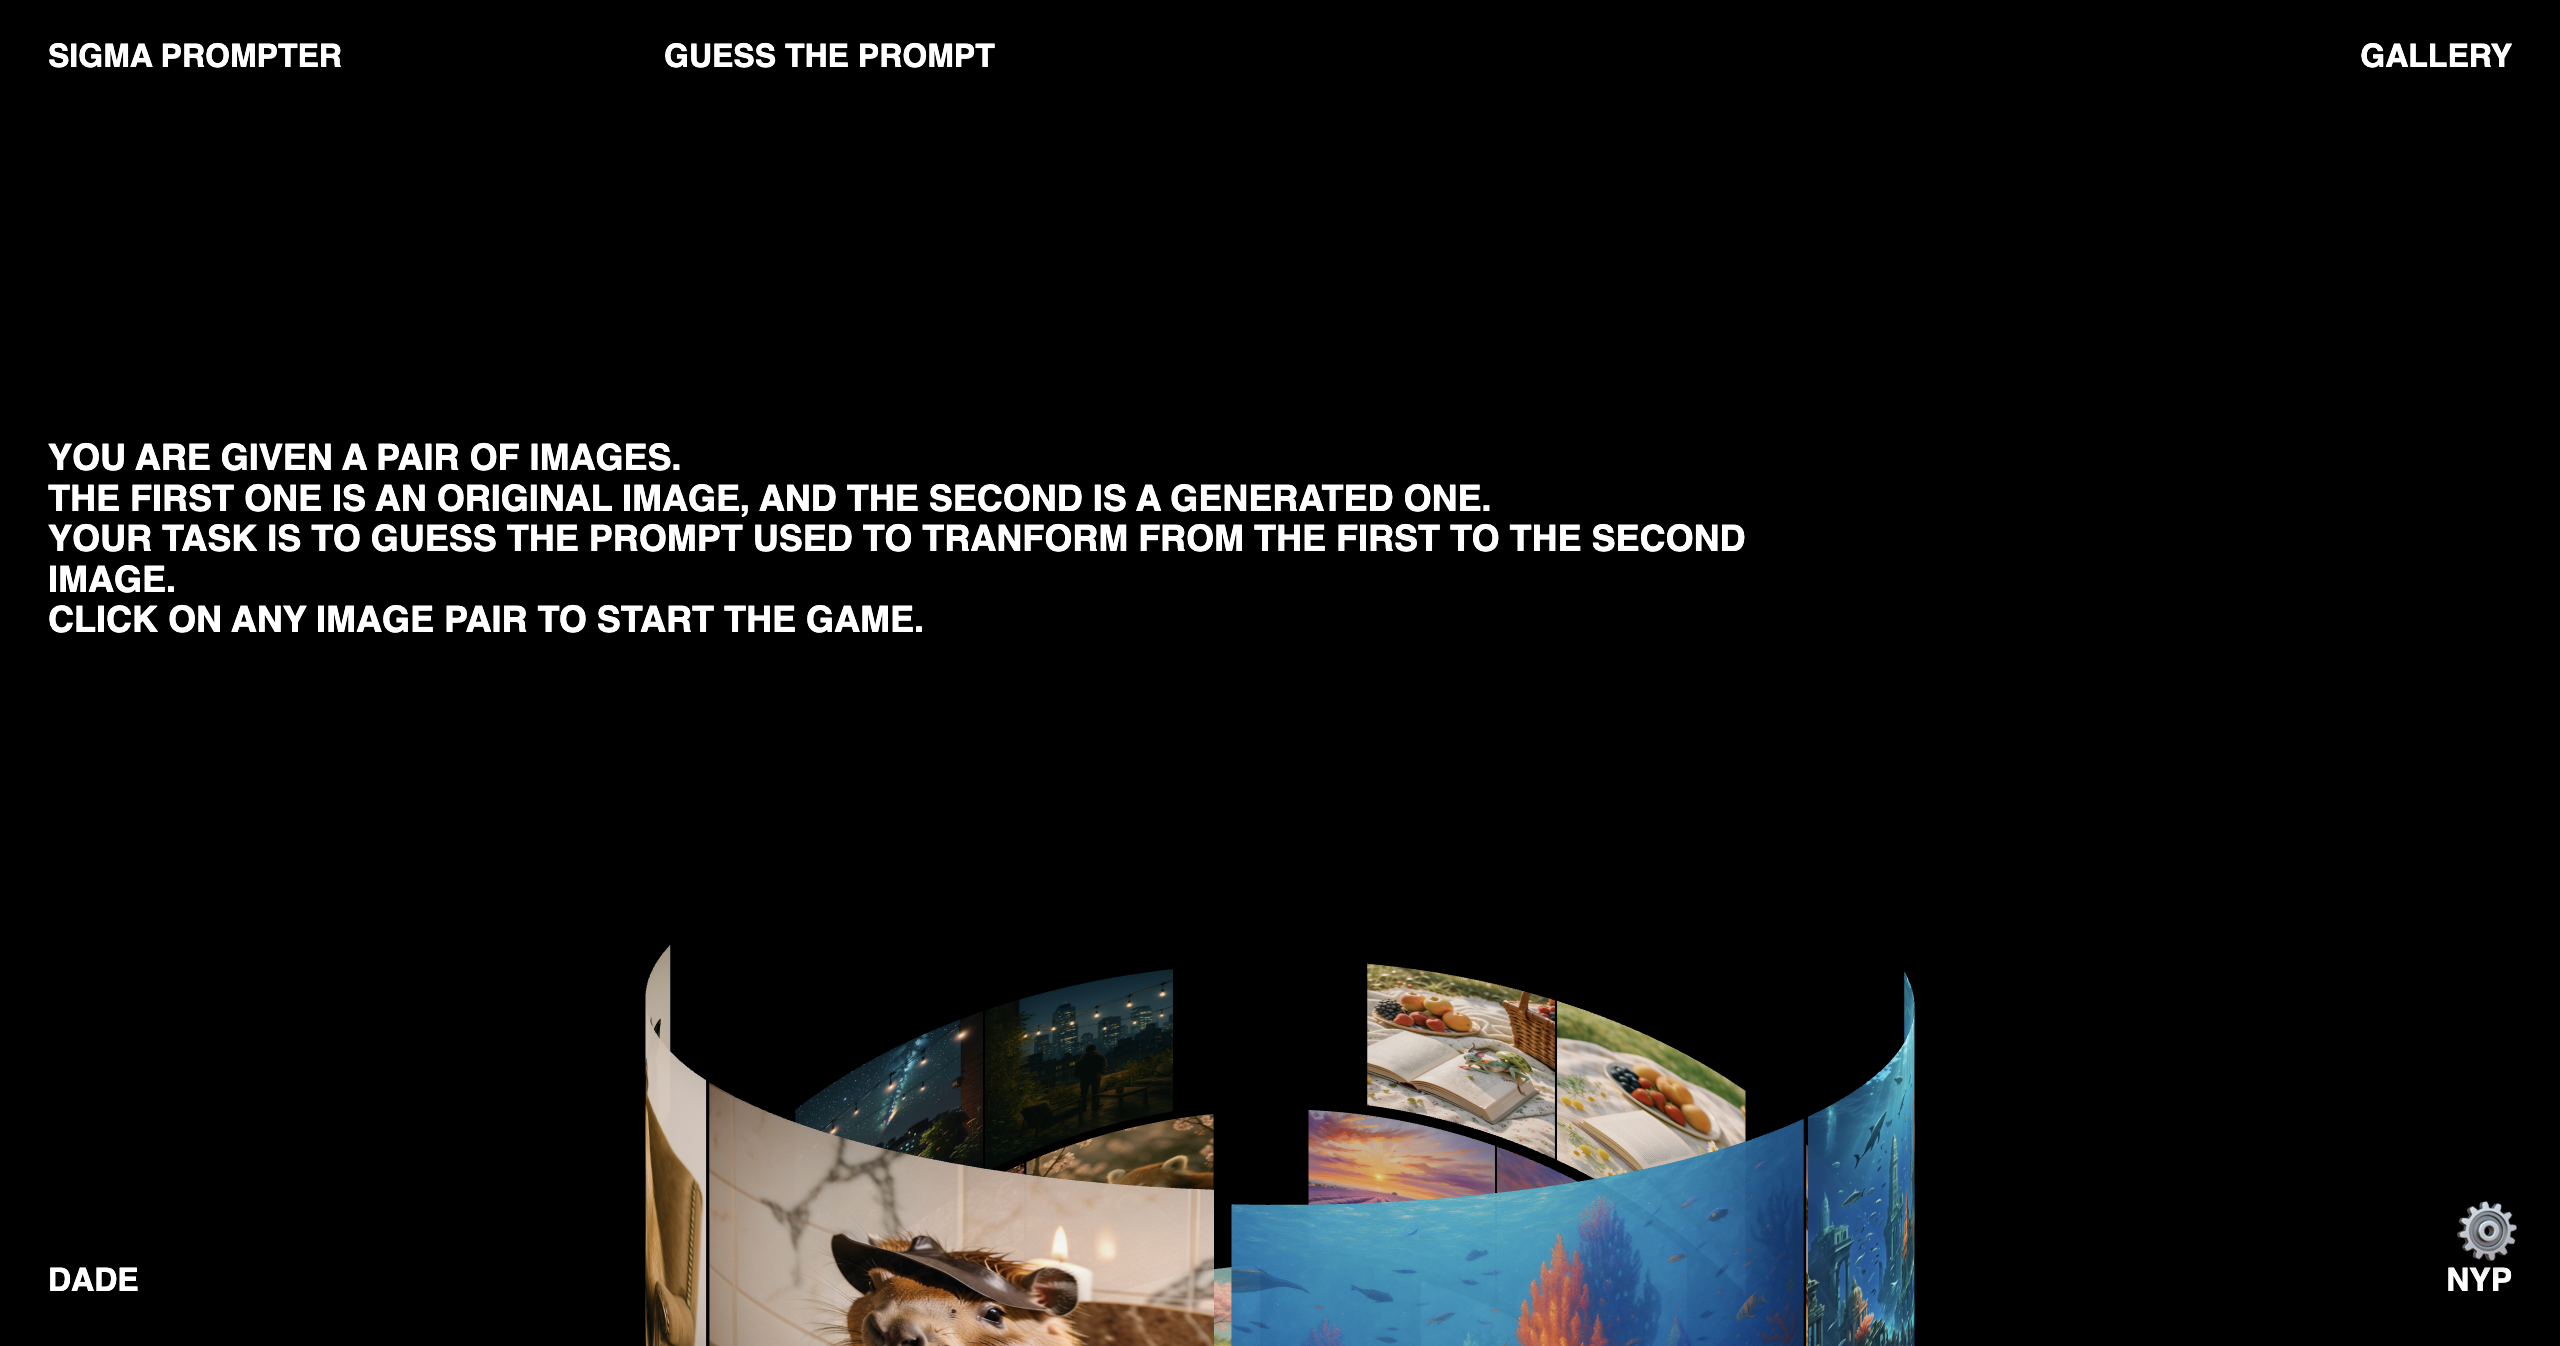 SIGMA PROMPTER
GUESS THE PROMPT
GALLERY
YOU ARE GIVEN A PAIR OF IMAGES.
THE FIRST ONE IS AN ORIGINAL IMAGE, AND THE SECOND IS A GENERATED ONE.
YOUR TASK IS TO GUESS THE PROMPT USED TO TRANFORM FROM THE FIRST TO THE SECOND
IMAGE.
CLICK ON ANY IMAGE PAIR TO START THE GAME.
DADE
NYP